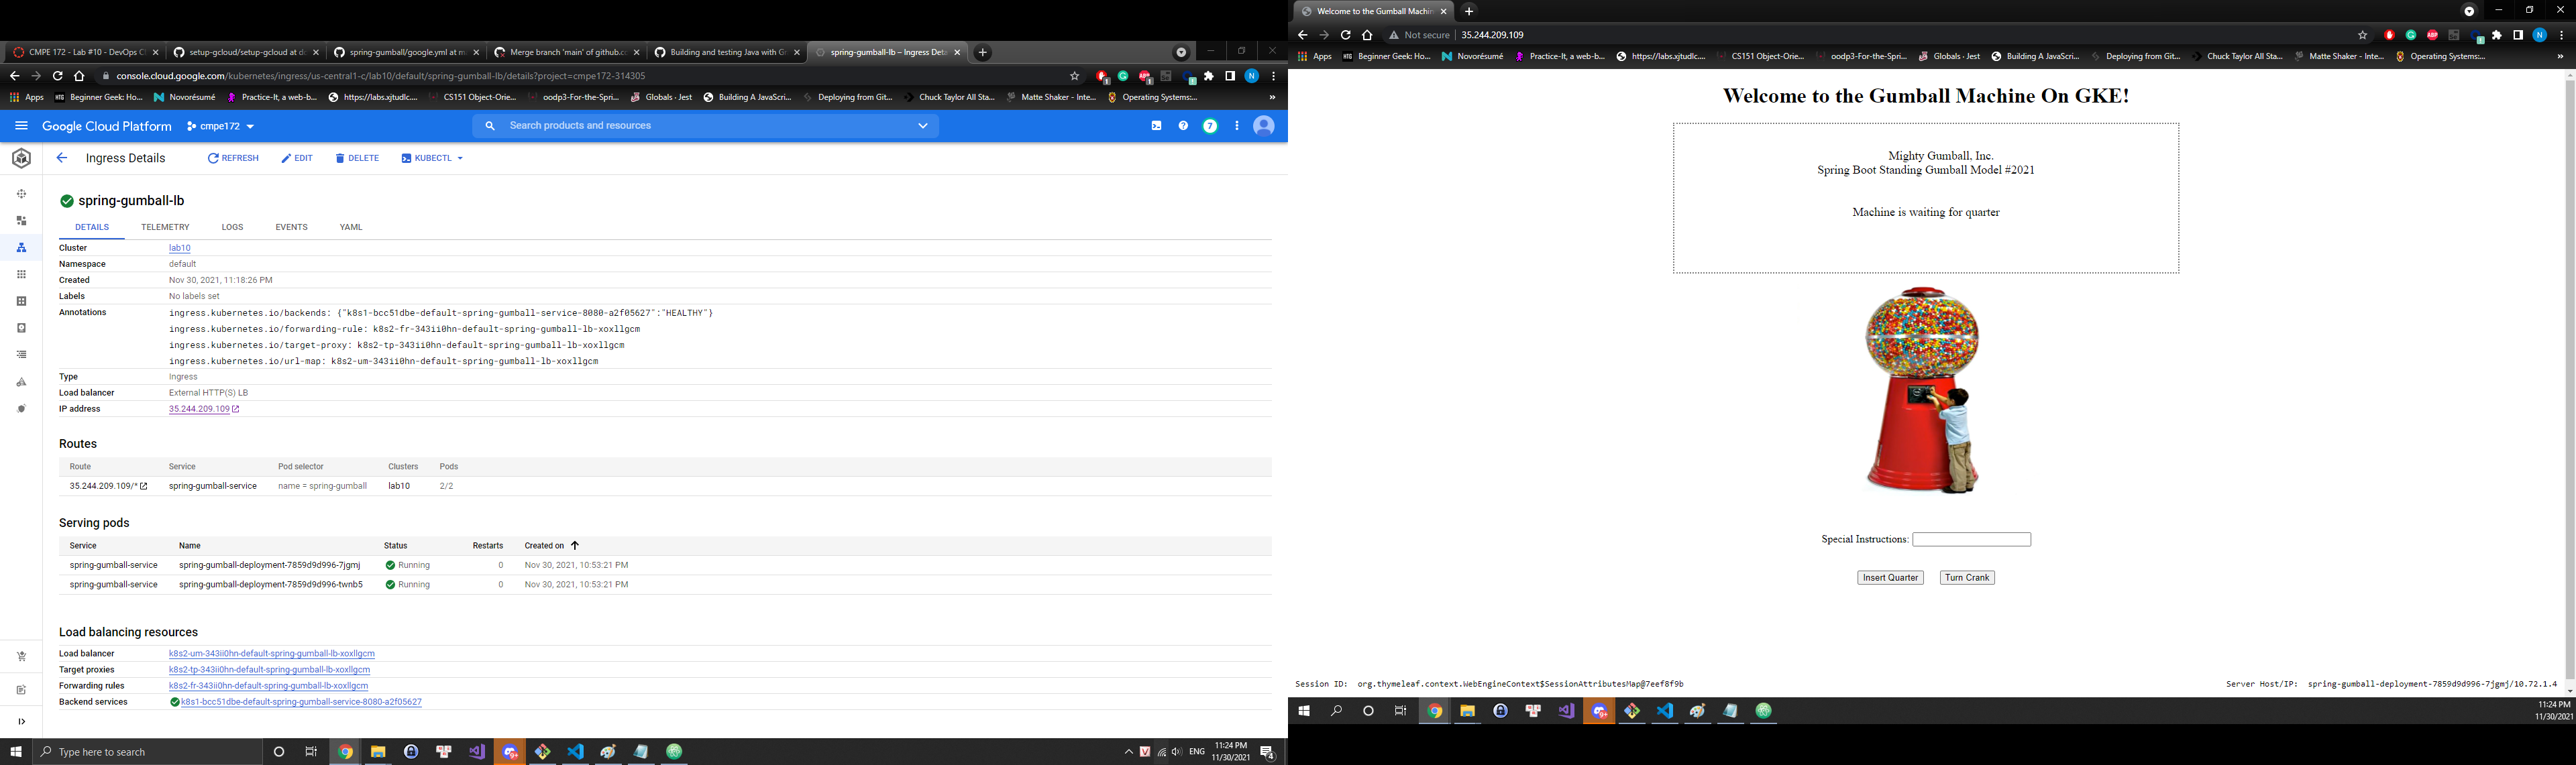 CMPE 172 - Lab #10 - DevOps C
setup-gcloud/setup-gcloud at
spring-gumball/google.yml at m
Merge branch 'main' of github.c
Building and testing Java with G
spring-gumball-lb – Ingress Deta
console.cloud.google.com/kubernetes/ingress/us-central1-c/lab10/default/spring-gumball-lb/details?project=cmpe172-314305
Apps
Beginner Geek: Ho...
Novorésumé
Practice-It, a web-b...
https://labs.xjtudlc....
CS151 Object-Orie...
oodp3-For-the-Spri...
Globals · Jest
Building A JavaScri...
Deploying from Git...
Chuck Taylor All Sta...
Matte Shaker - Inte...
Operating Systems:...
»
Google Cloud Platform
cmpe172
Search products and resources
7
Ingress Details
REFRESH
EDIT
DELETE
KUBECTL
spring-gumball-lb
DETAILS TELEMETRY LOGS EVENTS YAML
Cluster lab10
Namespace default
Created Nov 30, 2021, 11:18:26 PM
Labels No labels set
Annotations ingress.kubernetes.io/backends: {"k8s1-bcc51dbe-default-spring-gumball-service-8080-a2f05627":"HEALTHY"}
ingress.kubernetes.io/forwarding-rule: k8s2-fr-343ii0hn-default-spring-gumball-lb-xoxllgcm
ingress.kubernetes.io/target-proxy: k8s2-tp-343ii0hn-default-spring-gumball-lb-xoxllgcm
ingress.kubernetes.io/url-map: k8s2-um-343ii0hn-default-spring-gumball-lb-xoxllgcm
Type Ingress
Load balancer External HTTP(S) LB
IP address 35.244.209.109
Routes
Route Service Pod selector Clusters Pods
35.244.209.109/* spring-gumball-service name = spring-gumball lab10 2/2
Serving pods
Service Name Status Restarts Created on
spring-gumball-service spring-gumball-deployment-7859d9d996-7jgmj Running 0 Nov 30, 2021, 10:53:21 PM
spring-gumball-service spring-gumball-deployment-7859d9d996-twnb5 Running 0 Nov 30, 2021, 10:53:21 PM
Load balancing resources
Load balancer k8s2-um-343ii0hn-default-spring-gumball-lb-xoxllgcm
Target proxies k8s2-tp-343ii0hn-default-spring-gumball-lb-xoxllgcm
Forwarding rules k8s2-fr-343ii0hn-default-spring-gumball-lb-xoxllgcm
Backend services k8s1-bcc51dbe-default-spring-gumball-service-8080-a2f05627
Type here to search
ENG
11:24 PM
11/30/2021
Welcome to the Gumball Machin
Not secure
35.244.209.109
Apps
Beginner Geek: Ho...
Novorésumé
Practice-It, a web-b...
https://labs.xjtudlc....
CS151 Object-Orie...
oodp3-For-the-Spri...
Globals · Jest
Building A JavaScri...
Deploying from Git...
Chuck Taylor All Sta...
Matte Shaker - Inte...
Operating Systems:...
»
Welcome to the Gumball Machine On GKE!
Mighty Gumball, Inc.
Spring Boot Standing Gumball Model #2021
Machine is waiting for quarter
Special Instructions:
Insert Quarter
Turn Crank
Session ID: org.thymeleaf.context.WebEngineContext$SessionAttributesMap@7eef8f9b
Server Host/IP: spring-gumball-deployment-7859d9d996-7jgmj/10.72.1.4
11:24 PM
11/30/2021